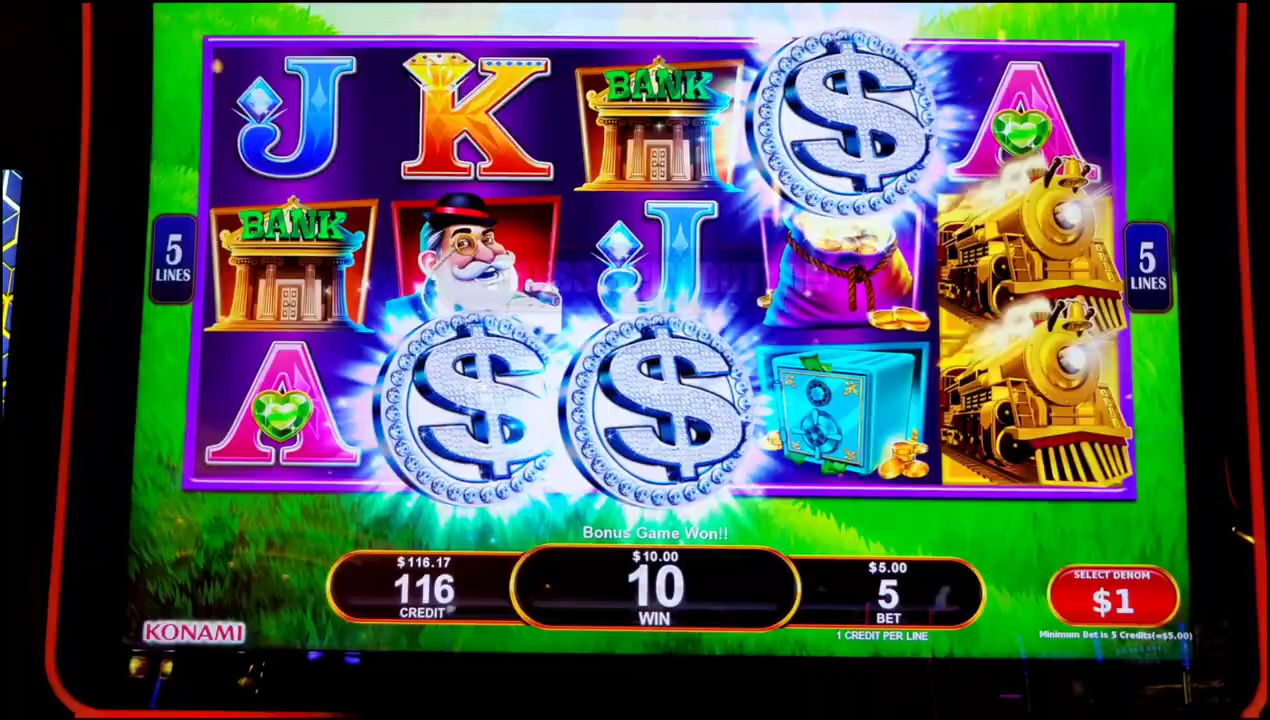 J K BANK $ A
BANK J
A $ $
5
LINES
5
LINES
Bonus Game Won!!
$116.17
116
CREDIT
$10.00
10
WIN
$5.00
5
BET
1 CREDIT PER LINE
SELECT DENOM
$1
Minimum Bet is 5 Credits(=$5.00)
KONAMI